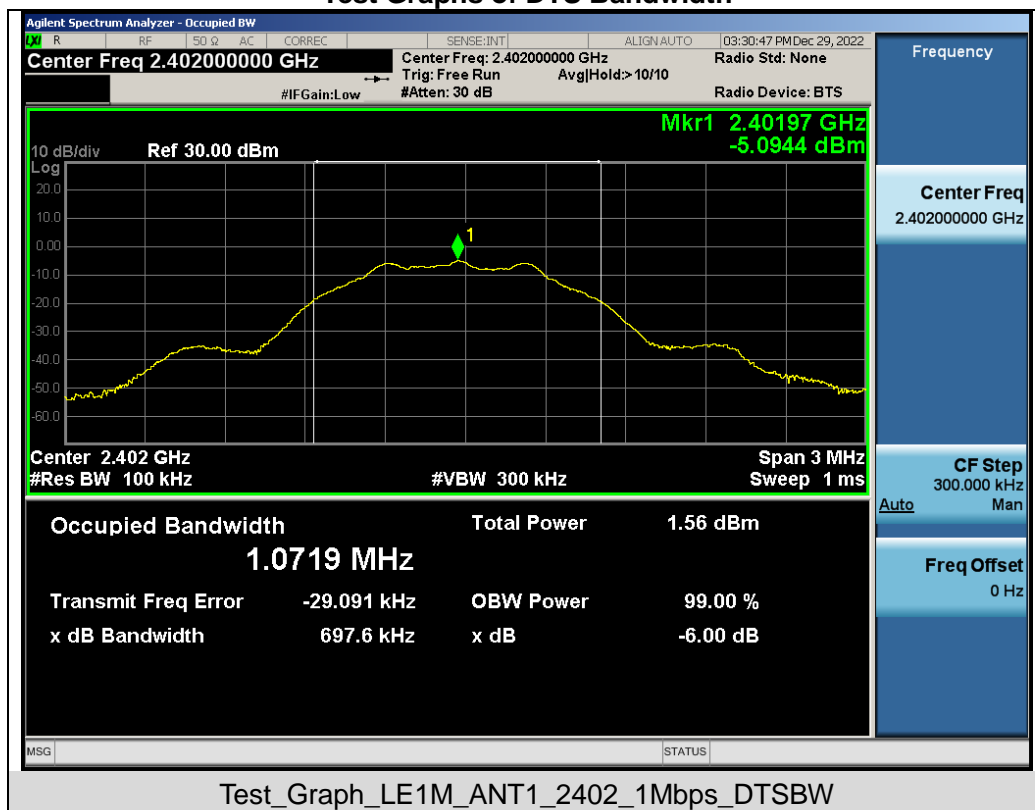 Test Graphs of DTS Bandwidth
Agilent Spectrum Analyzer - Occupied BW
LXI R RF 50 Ω AC CORREC SENSE:INT ALIGN AUTO 03:30:47 PM Dec 29, 2022
Center Freq 2.402000000 GHz
Center Freq: 2.402000000 GHz
Radio Std: None
Trig: Free Run Avg|Hold:>10/10
#IFGain:Low
#Atten: 30 dB
Radio Device: BTS
Mkr1 2.40197 GHz
-5.0944 dBm
10 dB/div Ref 30.00 dBm
Log
20.0
10.0
0.00
-10.0
-20.0
-30.0
-40.0
-50.0
-60.0
1
Center 2.402 GHz Span 3 MHz
#Res BW 100 kHz #VBW 300 kHz Sweep 1 ms
Occupied Bandwidth Total Power 1.56 dBm
1.0719 MHz
Transmit Freq Error -29.091 kHz OBW Power 99.00 %
x dB Bandwidth 697.6 kHz x dB -6.00 dB
MSG STATUS
Frequency
Center Freq
2.402000000 GHz
CF Step
300.000 kHz
Auto Man
Freq Offset
0 Hz
Test_Graph_LE1M_ANT1_2402_1Mbps_DTSBW